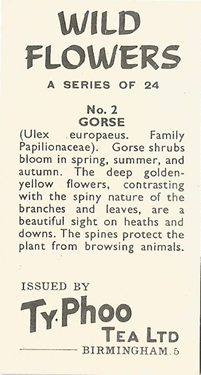 WILD
FLOWERS
A SERIES OF 24
No. 2
GORSE
(Ulex europaeus. Family
Papilionaceae). Gorse shrubs
bloom in spring, summer, and
autumn. The deep golden-
yellow flowers, contrasting
with the spiny nature of the
branches and leaves, are a
beautiful sight on heaths and
downs. The spines protect the
plant from browsing animals.
ISSUED BY
Ty.Phoo
TEA LTD
BIRMINGHAM.5